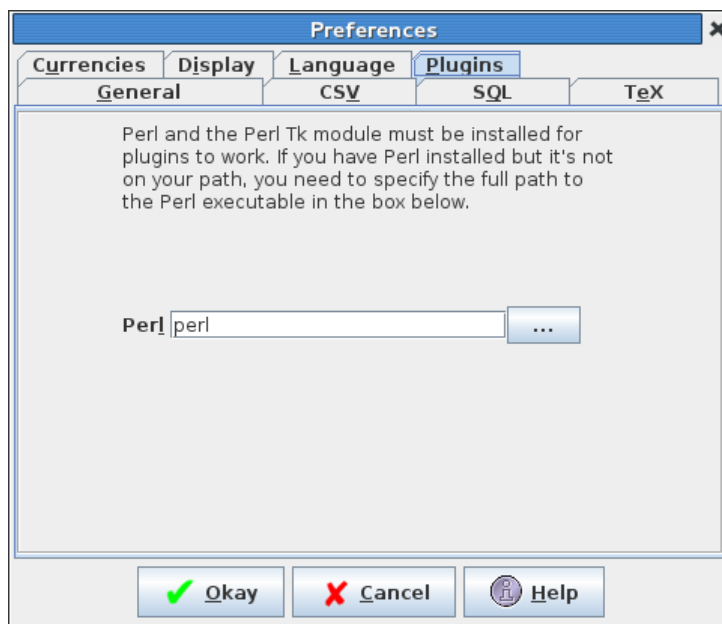 Preferences
Currencies Display Language Plugins
General CSV SQL TeX
Perl and the Perl Tk module must be installed for
plugins to work. If you have Perl installed but it's not
on your path, you need to specify the full path to
the Perl executable in the box below.
Perl perl ...
Okay Cancel Help